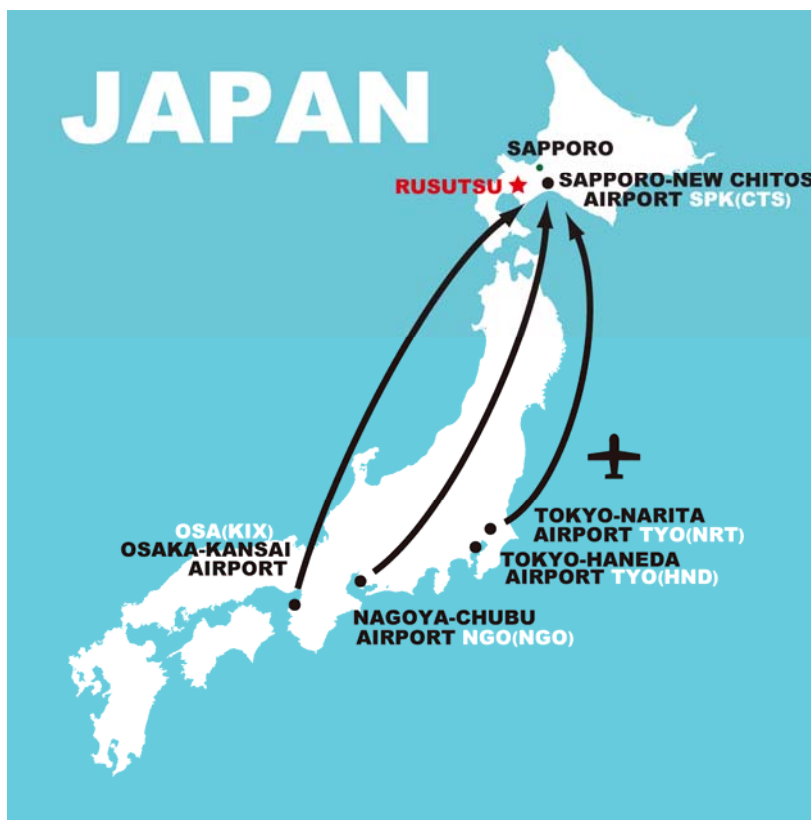 JAPAN
SAPPORO
RUSUTSU
SAPPORO-NEW CHITOS
AIRPORT SPK(CTS)
OSA(KIX)
OSAKA-KANSAI
AIRPORT
TOKYO-NARITA
AIRPORT TYO(NRT)
TOKYO-HANEDA
AIRPORT TYO(HND)
NAGOYA-CHUBU
AIRPORT NGO(NGO)